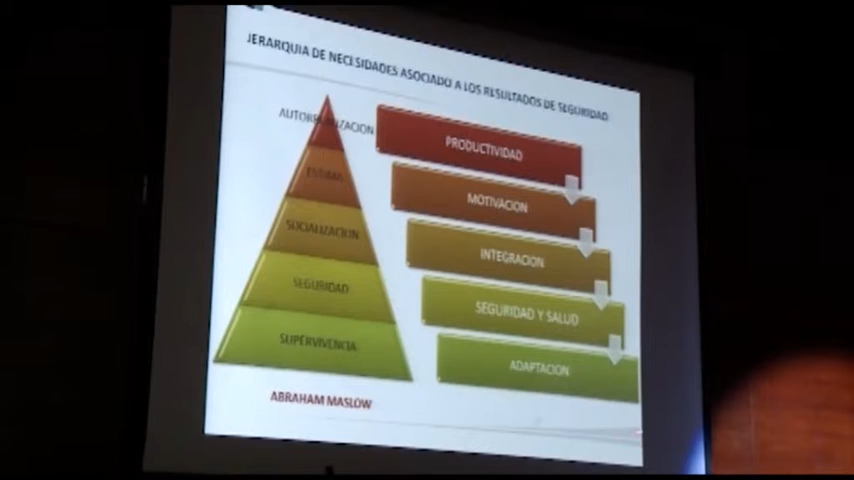 JERARQUIA DE NECESIDADES ASOCIADO A LOS RESULTADOS DE SEGURIDAD
AUTORREALIZACION
PRODUCTIVIDAD
ESTIMA
MOTIVACION
SOCIALIZACION
INTEGRACION
SEGURIDAD
SEGURIDAD Y SALUD
SUPERVIVENCIA
ADAPTACION
ABRAHAM MASLOW